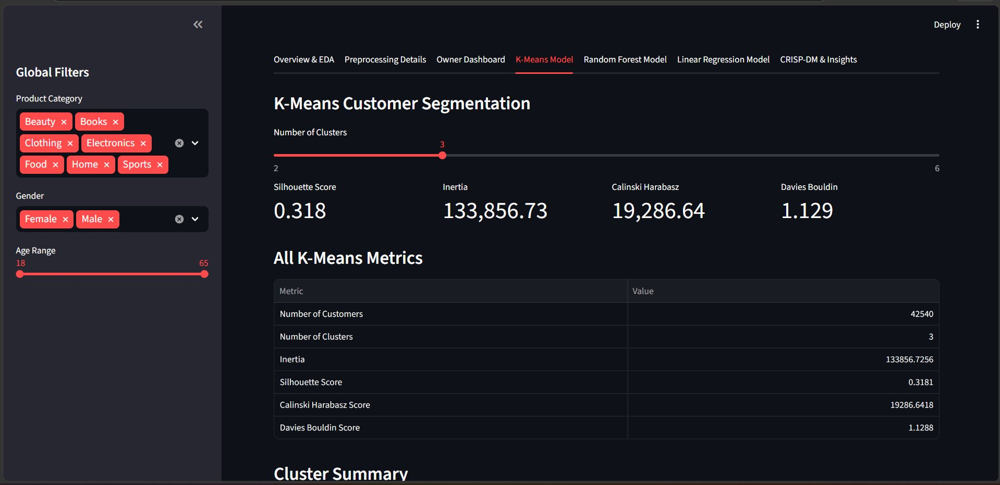 Deploy
Global Filters
Product Category
Beauty × Books ×
Clothing × Electronics ×
Food × Home × Sports ×
Gender
Female × Male ×
Age Range
18 65
Overview & EDA Preprocessing Details Owner Dashboard K-Means Model Random Forest Model Linear Regression Model CRISP-DM & Insights
K-Means Customer Segmentation
Number of Clusters
3
2 6
Silhouette Score Inertia Calinski Harabasz Davies Bouldin
0.318 133,856.73 19,286.64 1.129
All K-Means Metrics
Metric Value
Number of Customers 42540
Number of Clusters 3
Inertia 133856.7256
Silhouette Score 0.3181
Calinski Harabasz Score 19286.6418
Davies Bouldin Score 1.1288
Cluster Summary